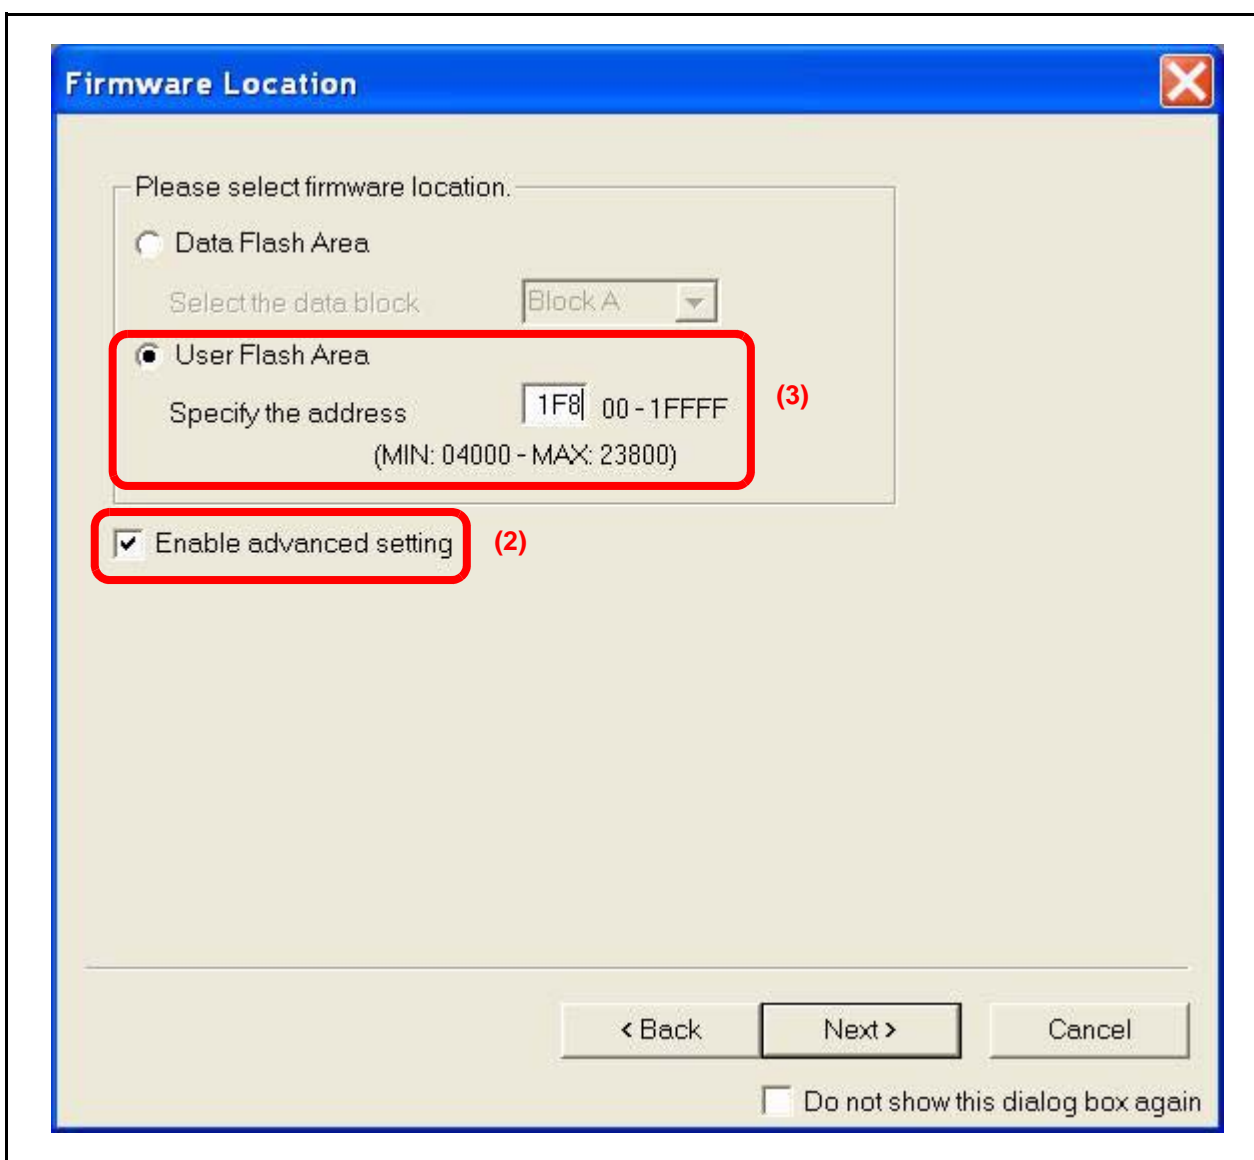 Firmware Location
Please select firmware location.
Data Flash Area
Select the data block Block A
User Flash Area
Specify the address 1F8 00 - 1FFFF (3)
(MIN: 04000 - MAX: 23800)
Enable advanced setting (2)
< Back Next > Cancel
Do not show this dialog box again